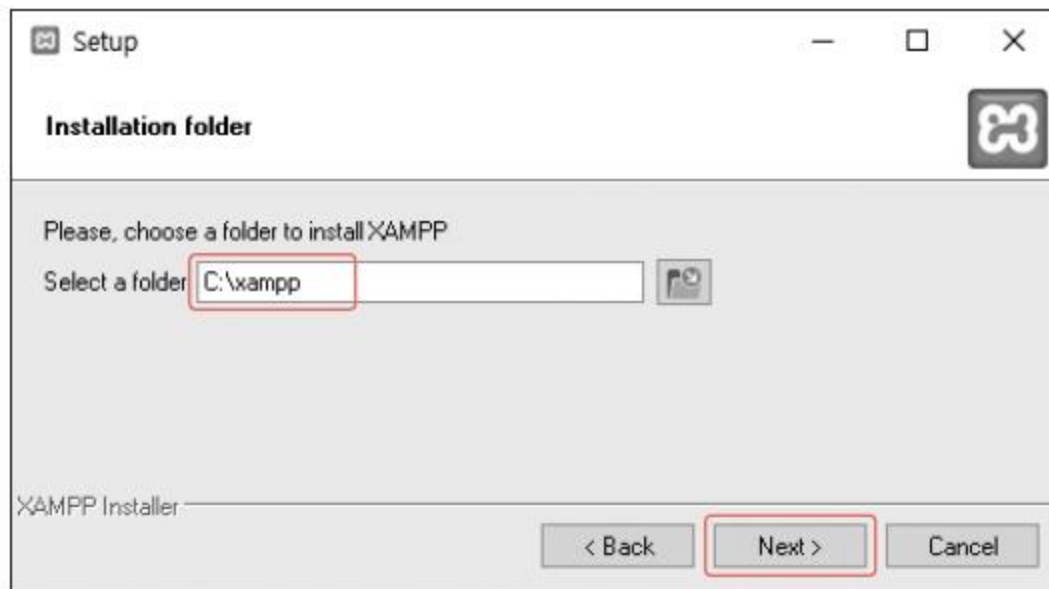 Setup
Installation folder
Please, choose a folder to install XAMPP
Select a folder C:\xampp
XAMPP Installer
< Back Next > Cancel